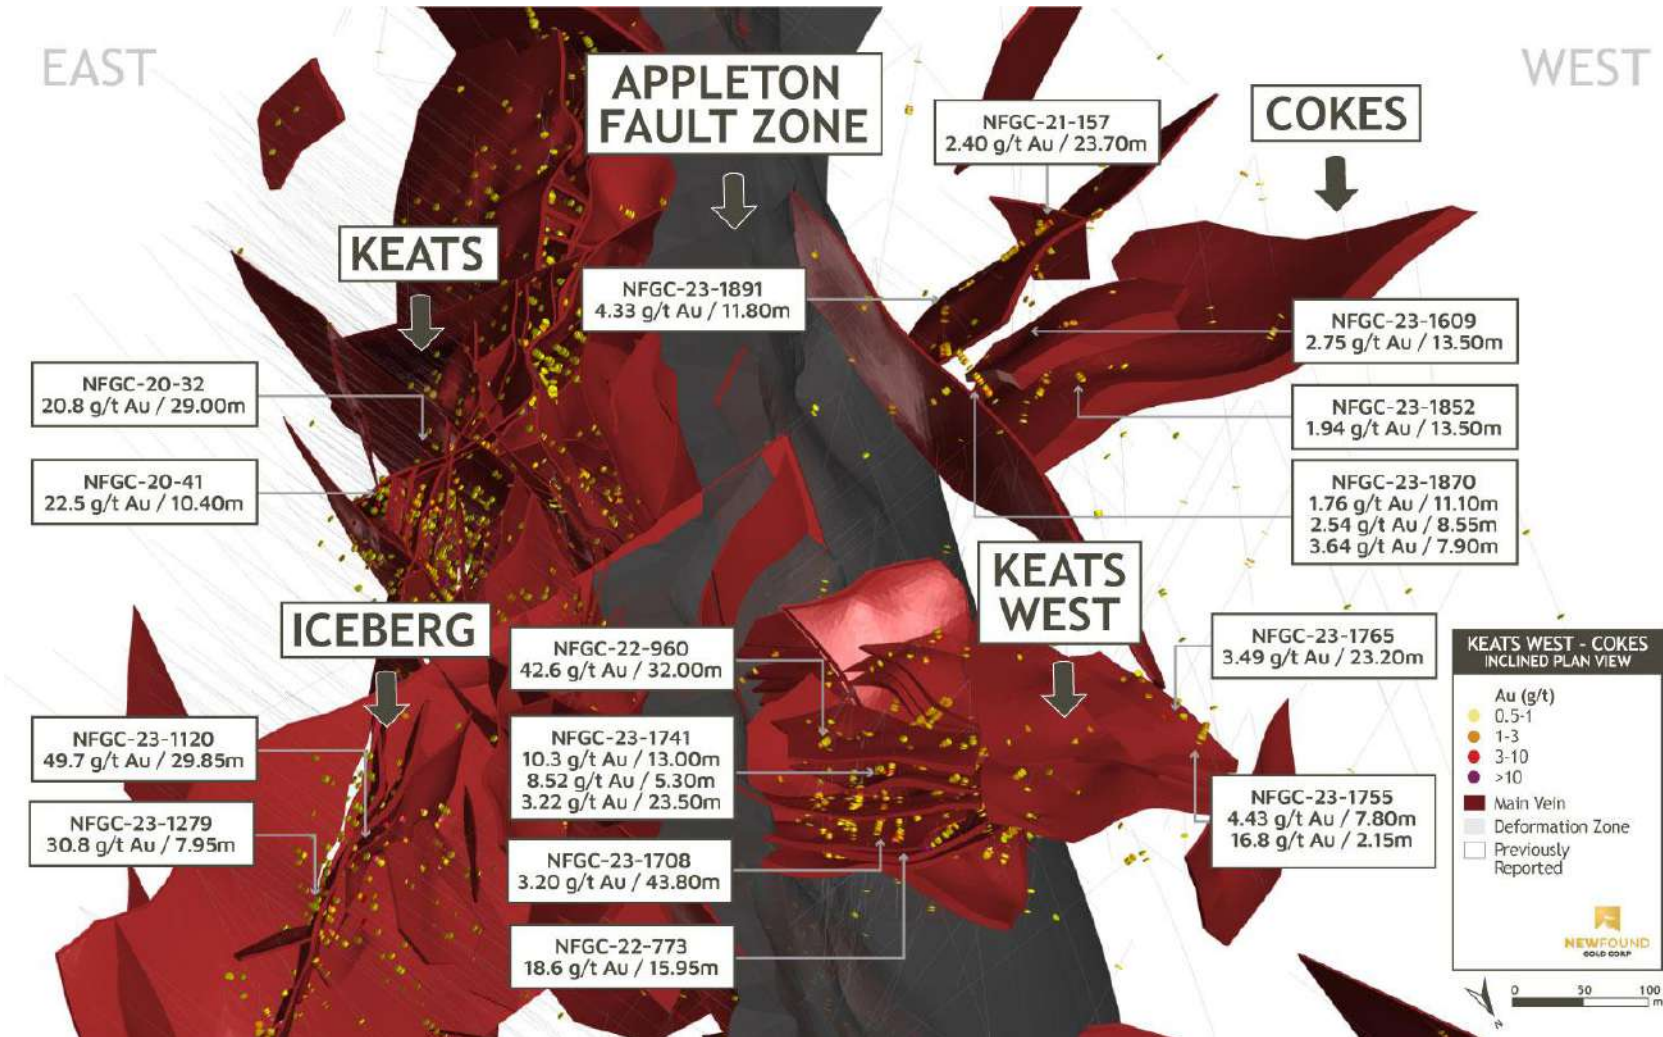 EAST
WEST
APPLETON
FAULT ZONE
COKES
NFGC-21-157
2.40 g/t Au / 23.70m
KEATS
NFGC-23-1891
4.33 g/t Au / 11.80m
NFGC-23-1609
2.75 g/t Au / 13.50m
NFGC-20-32
20.8 g/t Au / 29.00m
NFGC-23-1852
1.94 g/t Au / 13.50m
NFGC-20-41
22.5 g/t Au / 10.40m
NFGC-23-1870
1.76 g/t Au / 11.10m
2.54 g/t Au / 8.55m
3.64 g/t Au / 7.90m
KEATS
WEST
ICEBERG
NFGC-22-960
42.6 g/t Au / 32.00m
NFGC-23-1765
3.49 g/t Au / 23.20m
NFGC-23-1120
49.7 g/t Au / 29.85m
NFGC-23-1741
10.3 g/t Au / 13.00m
8.52 g/t Au / 5.30m
3.22 g/t Au / 23.50m
NFGC-23-1755
4.43 g/t Au / 7.80m
16.8 g/t Au / 2.15m
NFGC-23-1279
30.8 g/t Au / 7.95m
NFGC-23-1708
3.20 g/t Au / 43.80m
NFGC-22-773
18.6 g/t Au / 15.95m
KEATS WEST - COKES
INCLINED PLAN VIEW
Au (g/t)
0.5-1
1-3
3-10
>10
Main Vein
Deformation Zone
Previously
Reported
NEWFOUND
GOLD CORP
N
0 50 100
m